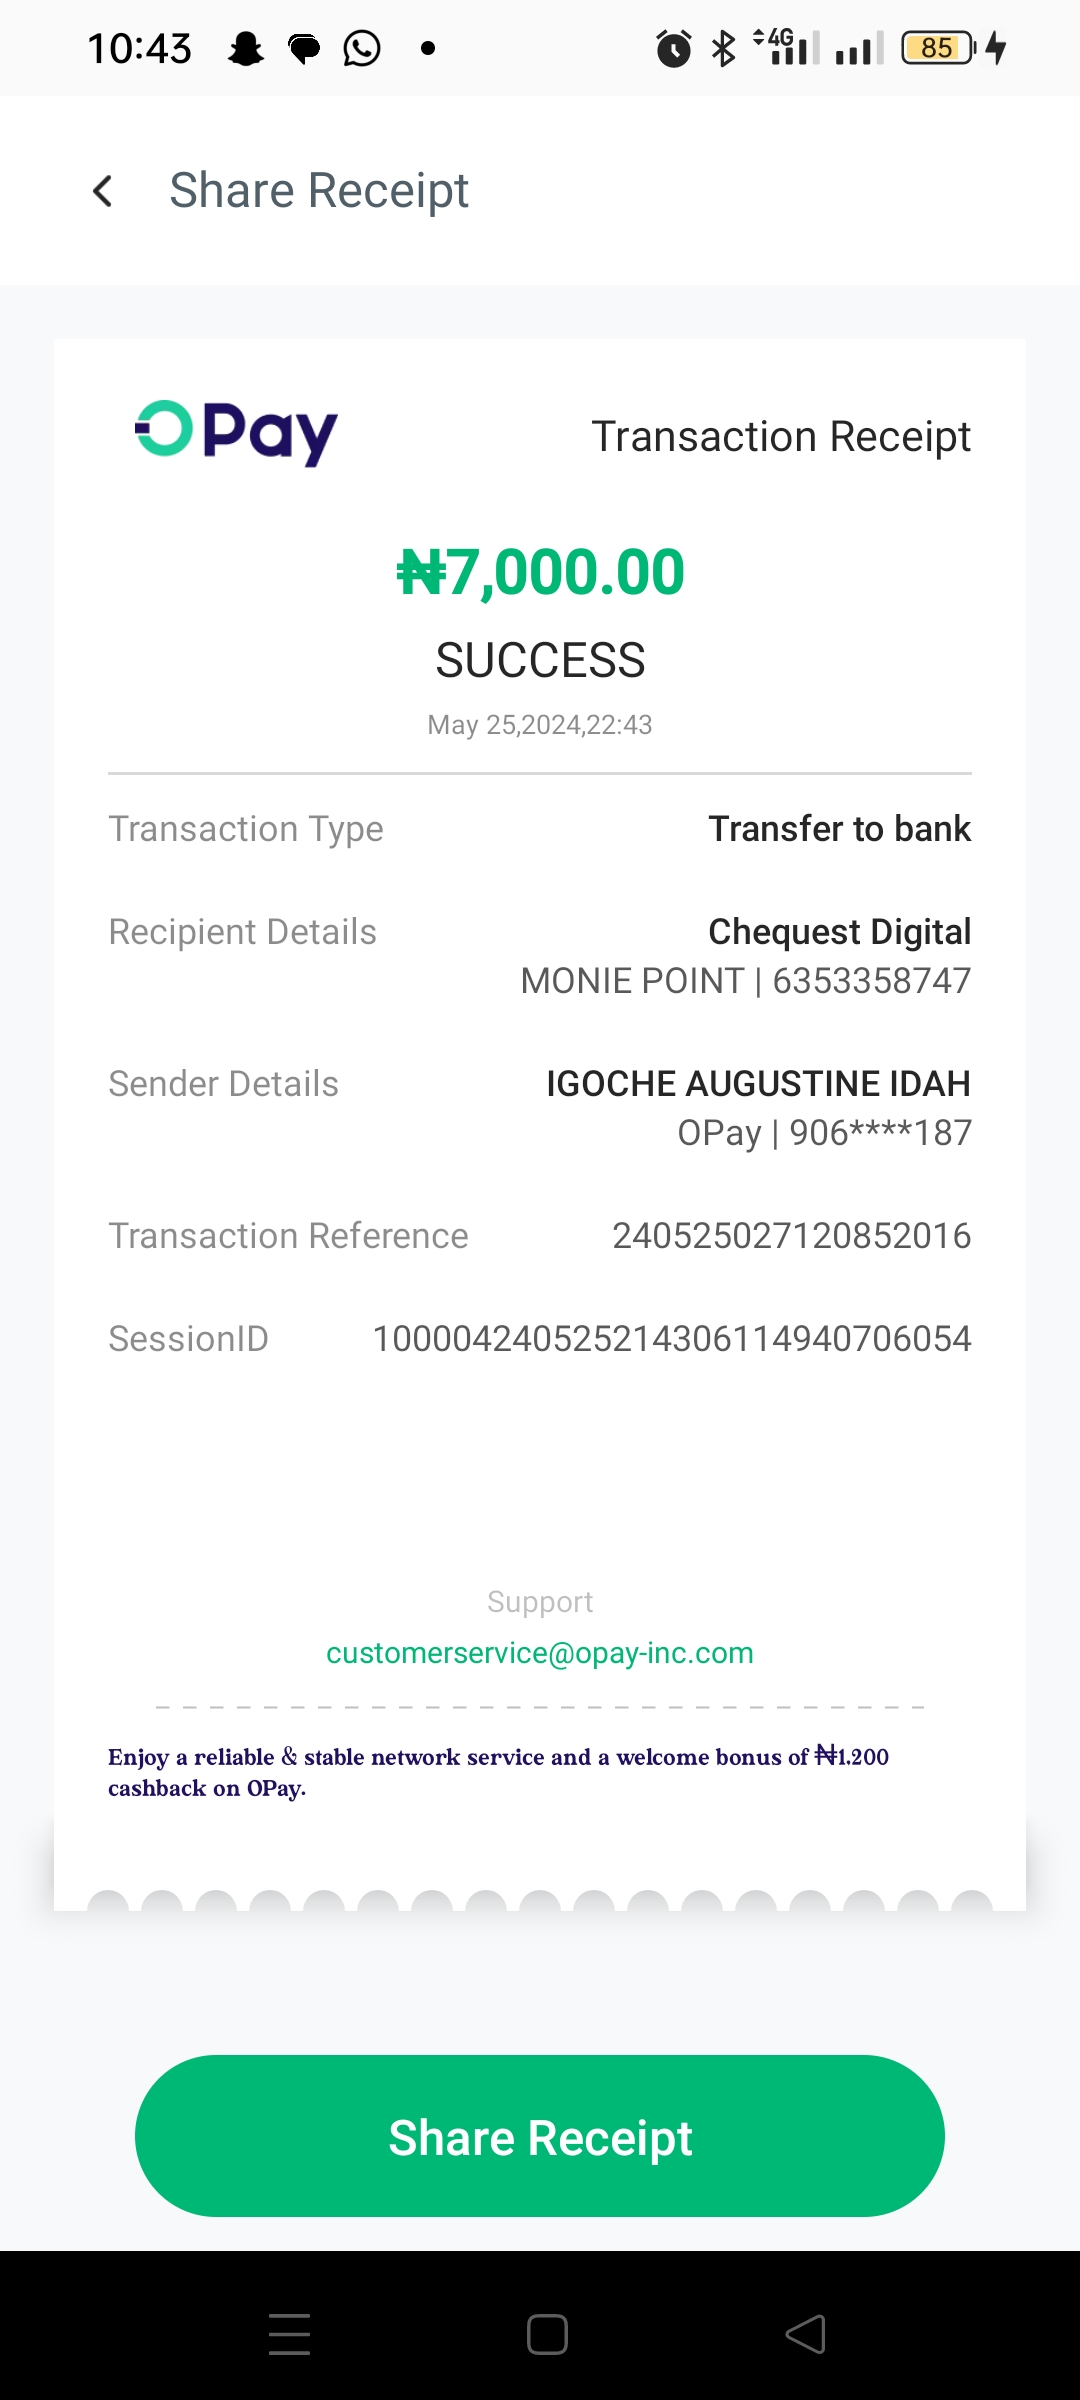 10:43 4G 85
Share Receipt
OPay Transaction Receipt
₦7,000.00
SUCCESS
May 25,2024,22:43
Transaction Type Transfer to bank
Recipient Details Chequest Digital
MONIE POINT | 6353358747
Sender Details IGOCHE AUGUSTINE IDAH
OPay | 906****187
Transaction Reference 240525027120852016
SessionID 100004240525214306114940706054
Support
customerservice@opay-inc.com
Enjoy a reliable & stable network service and a welcome bonus of ₦1.200
cashback on OPay.
Share Receipt